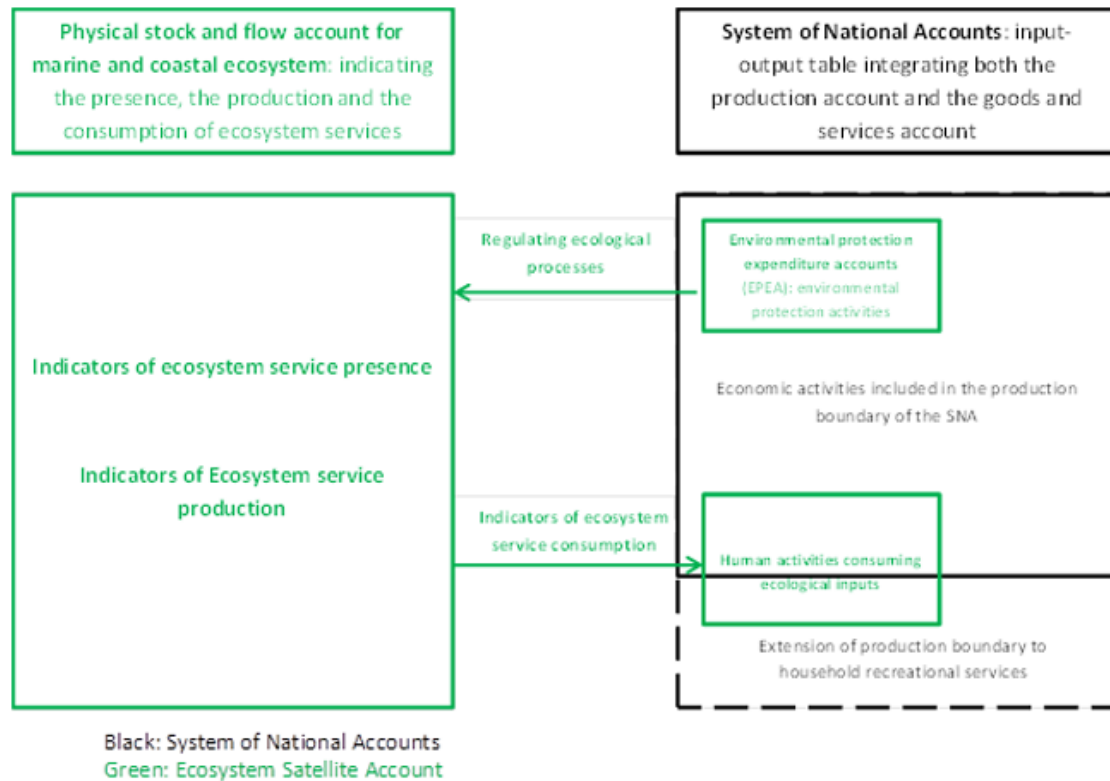 Physical stock and flow account for
marine and coastal ecosystem: indicating
the presence, the production and the
consumption of ecosystem services
System of National Accounts: input-
output table integrating both the
production account and the goods and
services account
Regulating ecological
processes
Environmental protection
expenditure accounts
(EPEA): environmental
protection activities
Indicators of ecosystem service presence
Economic activities included in the production
boundary of the SNA
Indicators of Ecosystem service
production
Indicators of ecosystem
service consumption
Human activities consuming
ecological inputs
Extension of production boundary to
household recreational services
Black: System of National Accounts
Green: Ecosystem Satellite Account